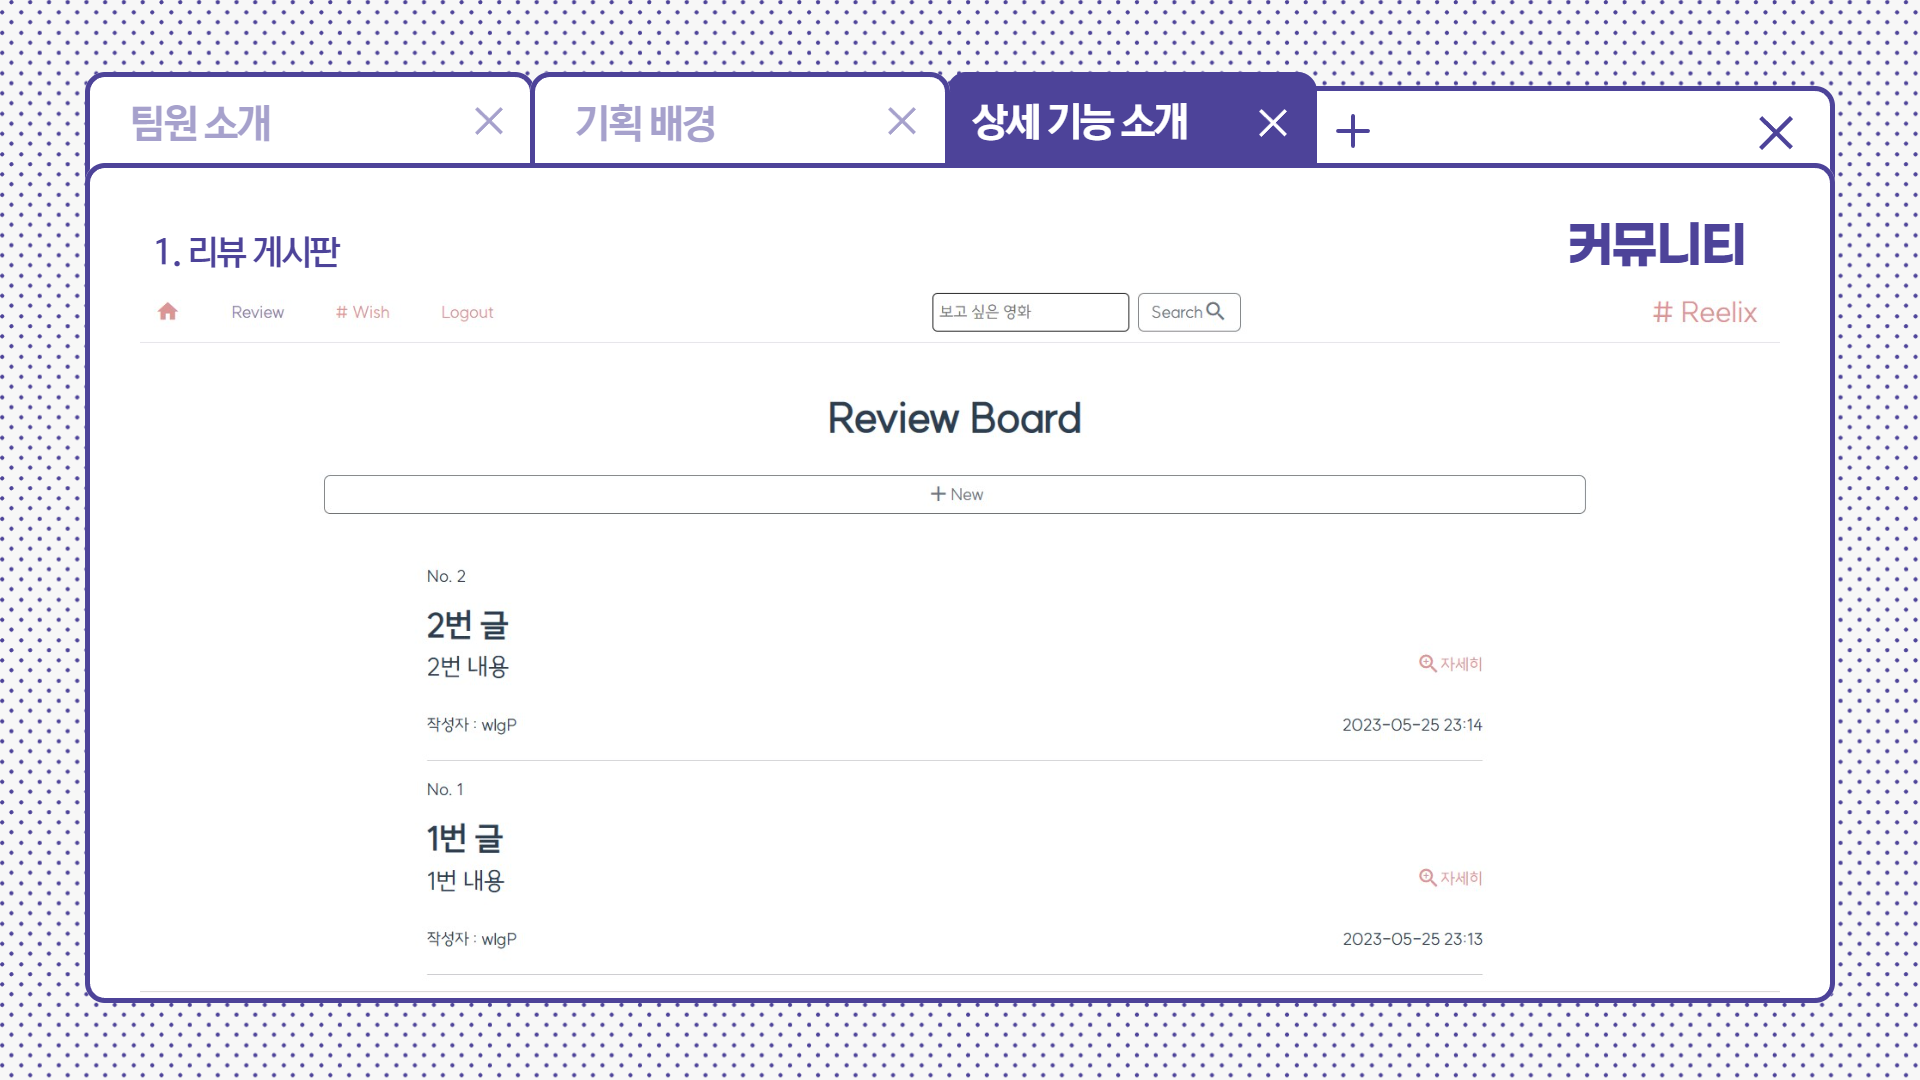 팀원 소개
기획 배경
상세 기능 소개
1. 리뷰 게시판
커뮤니티
Review
# Wish
Logout
보고 싶은 영화
Search
# Reelix
Review Board
+ New
No. 2
2번 글
2번 내용
자세히
작성자 : wlgP
2023-05-25 23:14
No. 1
1번 글
1번 내용
자세히
작성자 : wlgP
2023-05-25 23:13